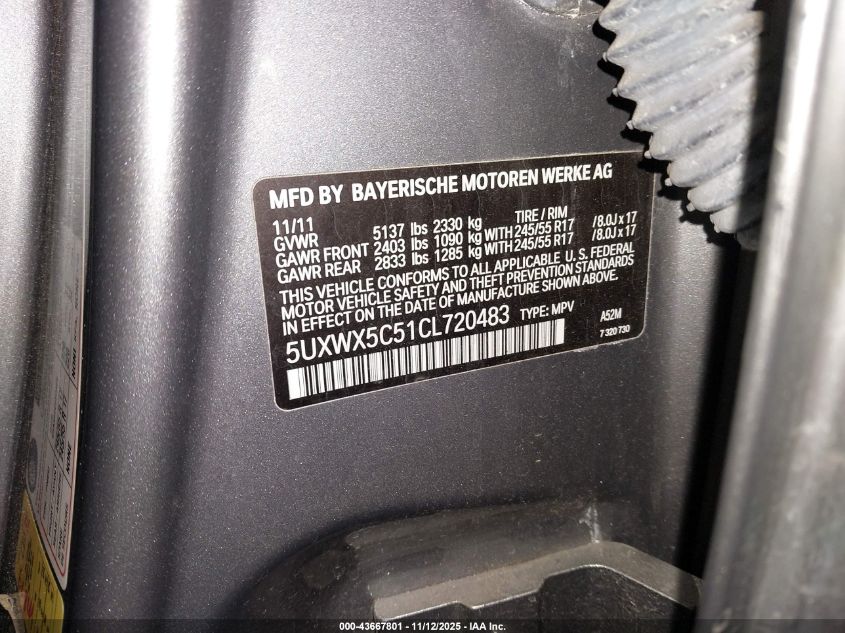 MFD BY BAYERISCHE MOTOREN WERKE AG
11/11 TIRE / RIM
GVWR 5137 lbs 2330 kg
GAWR FRONT 2403 lbs 1090 kg WITH 245/55 R17 / 8.0J x 17
GAWR REAR 2833 lbs 1285 kg WITH 245/55 R17 / 8.0J x 17
THIS VEHICLE CONFORMS TO ALL APPLICABLE U. S. FEDERAL
MOTOR VEHICLE SAFETY AND THEFT PREVENTION STANDARDS
IN EFFECT ON THE DATE OF MANUFACTURE SHOWN ABOVE.
5UXWX5C51CL720483 TYPE: MPV A52M
7 320 730
NONE
000-43667801 — 11/12/2025 — IAA Inc.